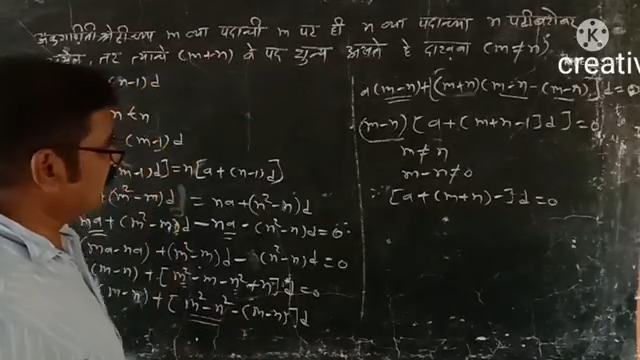 अंकगणिती श्रेढीच्या m व्या पदाची m पट ही n व्या पदाच्या n पटीबरोबर
असेल, तर त्याचे (m+n) वे पद शून्य असते हे दाखवा (m≠n)
-1)d
(m-1)d
m-1)d]=n[a+(n-1)d]
+(m²-m)d = na+(n²-n)d
ma+(m²-m)d-na-(n²-n)d=0
(ma-na)+(m²-m)d-(n²-n)d=0
(m-n)+[m²-m-n²+n]d=0
(m-n)+[m²-n²-(m-n)]d
a(m-n)+[(m+n)(m-n-(m-n)]d=0
(m-n)[a+(m+n-1]d]=0
m≠n
m-n≠0
∵[a+(m+n)-]d=0
K
creative